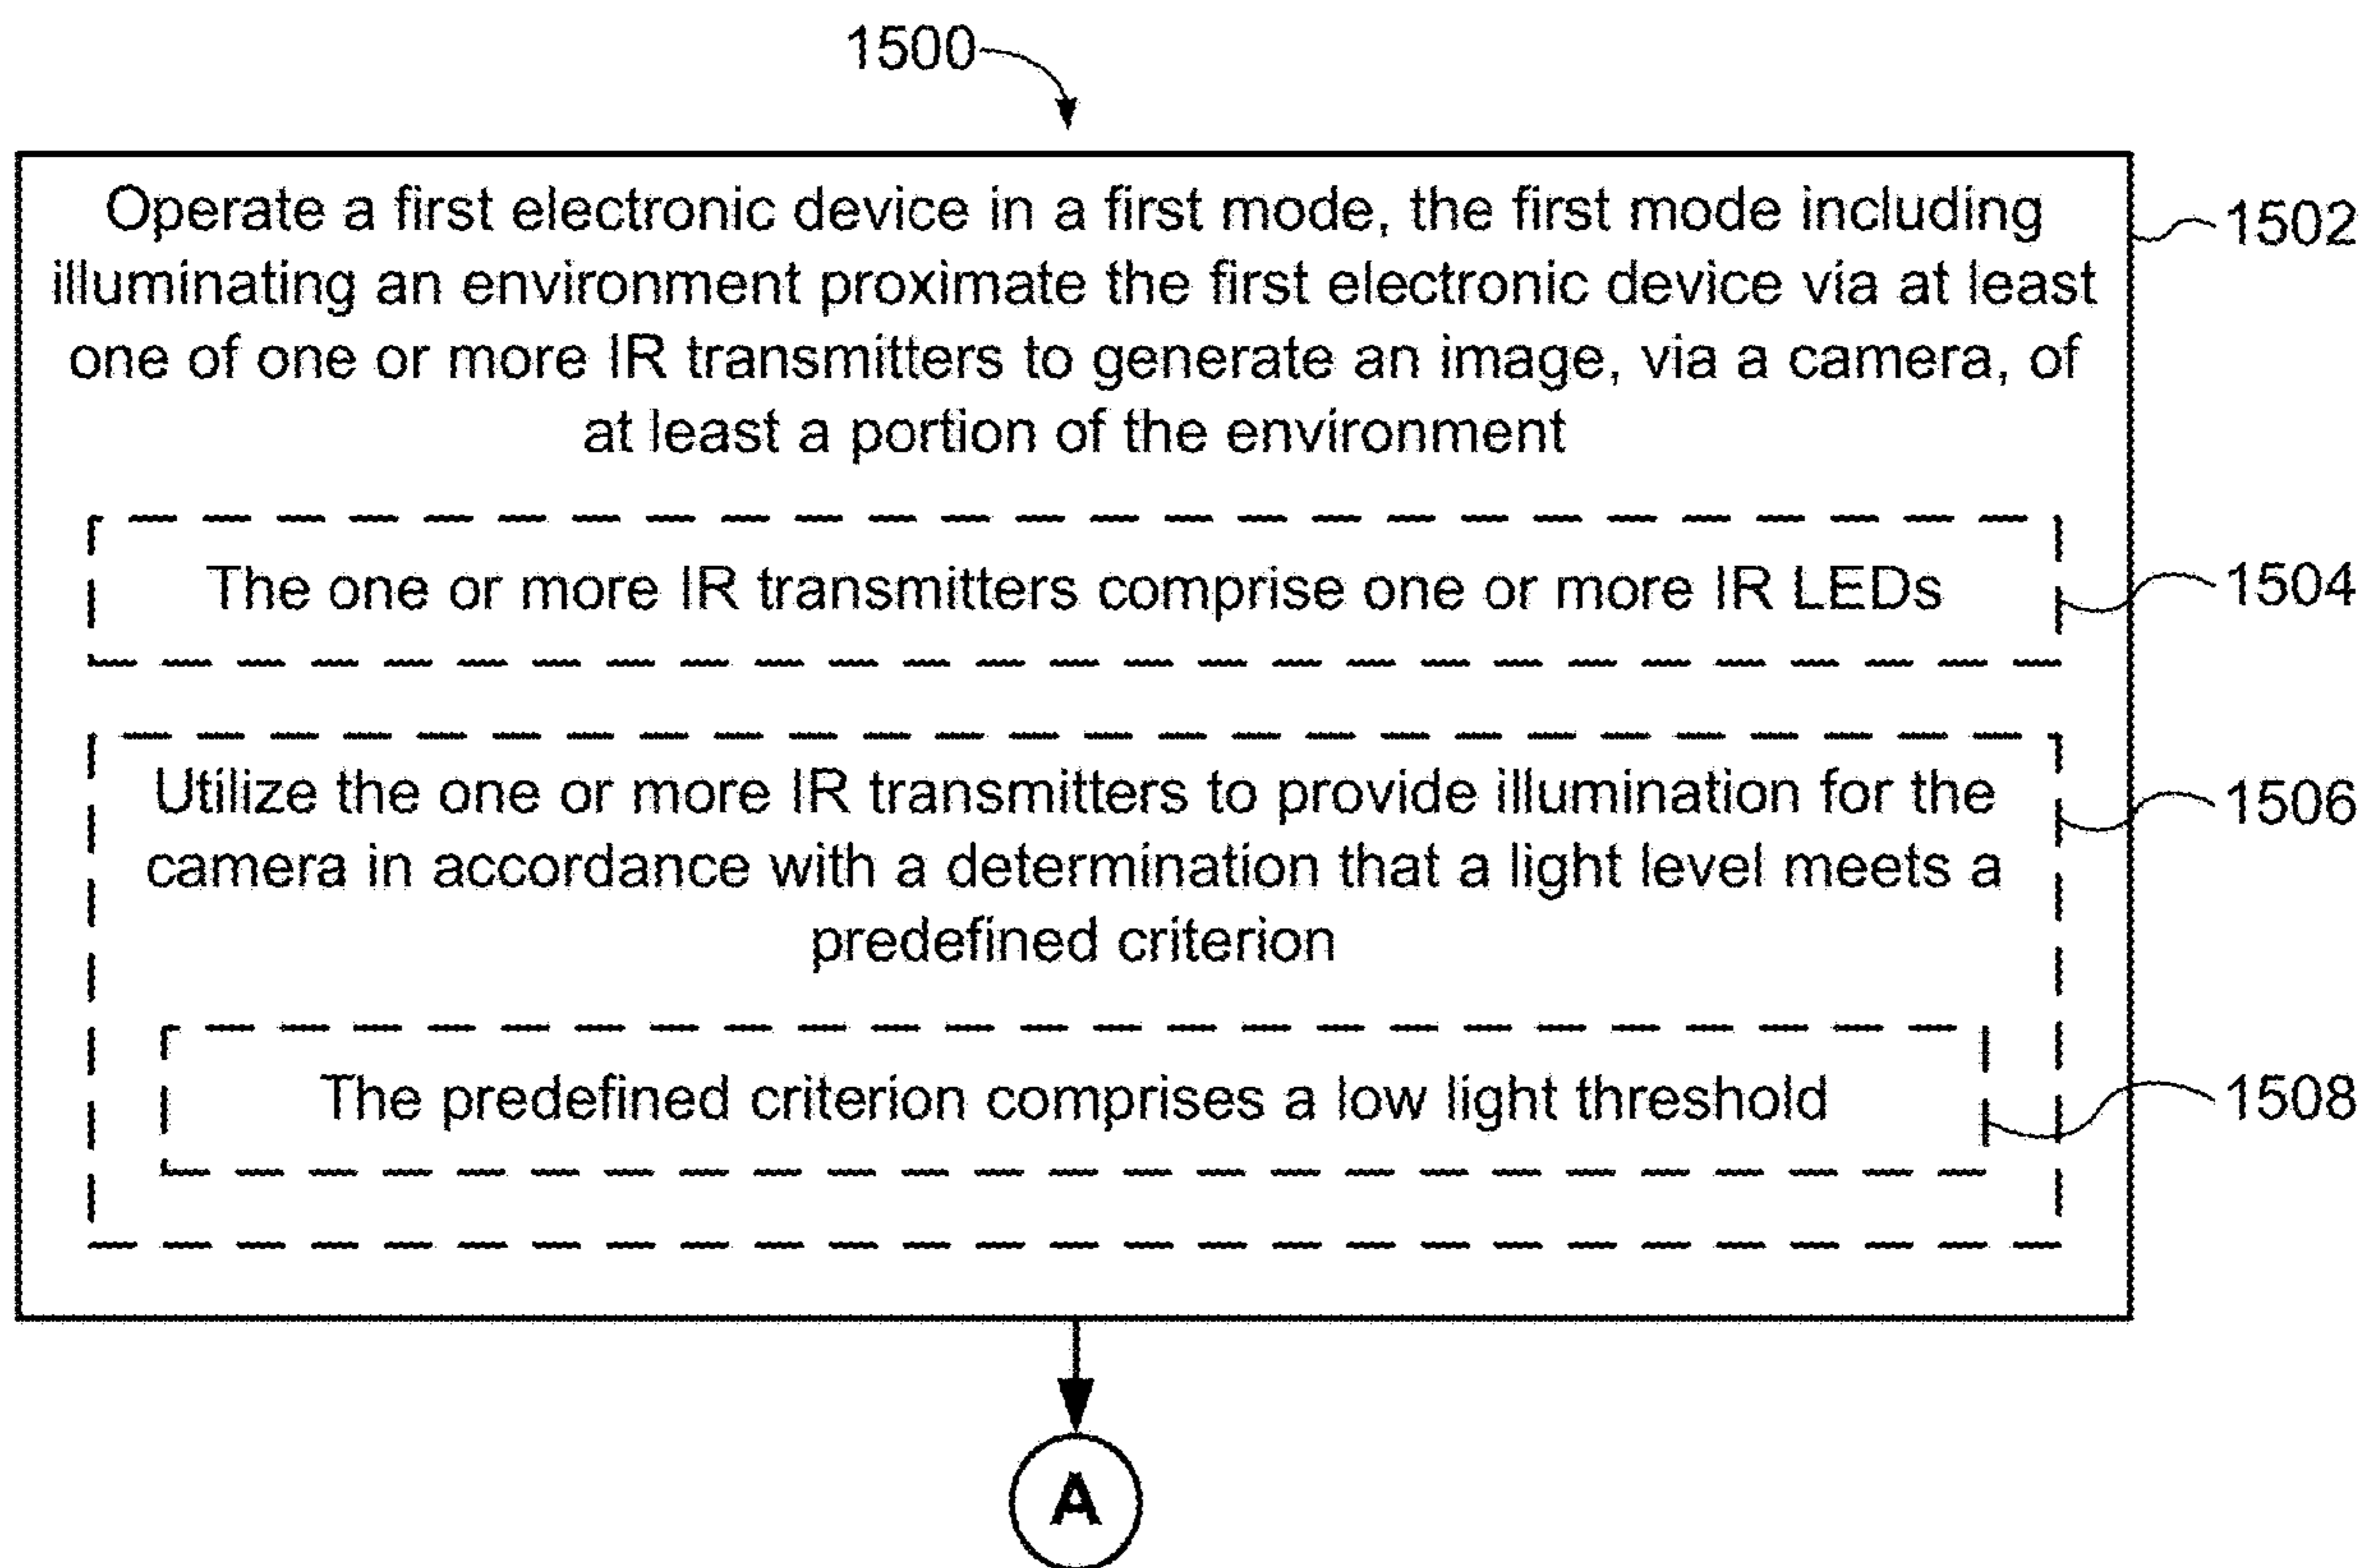 1500
Operate a first electronic device in a first mode, the first mode including
1502
illuminating an environment proximate the first electronic device via at least
one of one or more IR transmitters to generate an image, via a camera, of
at least a portion of the environment
The one or more IR transmitters comprise one or more IR LEDs
1504
Utilize the one or more IR transmitters to provide illumination for the
1506
camera in accordance with a determination that a light level meets a
predefined criterion
The predefined criterion comprises a low light threshold
1508
A